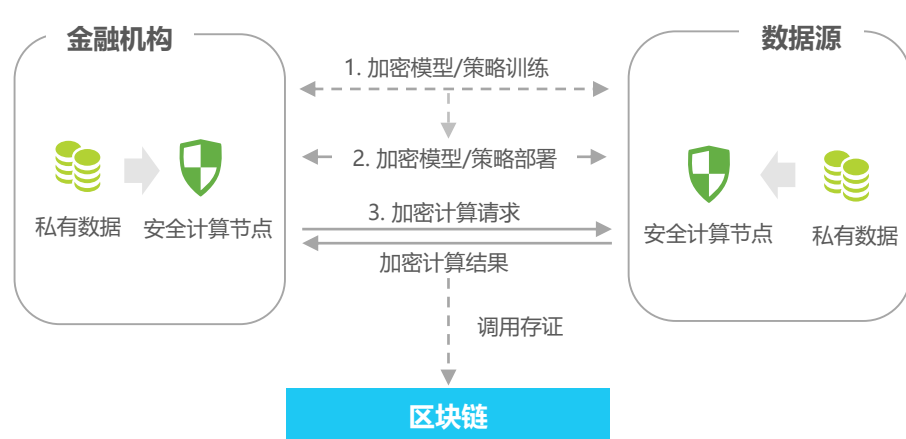 金融机构
数据源
1. 加密模型/策略训练
2. 加密模型/策略部署
3. 加密计算请求
私有数据
安全计算节点
安全计算节点
私有数据
加密计算结果
调用存证
区块链